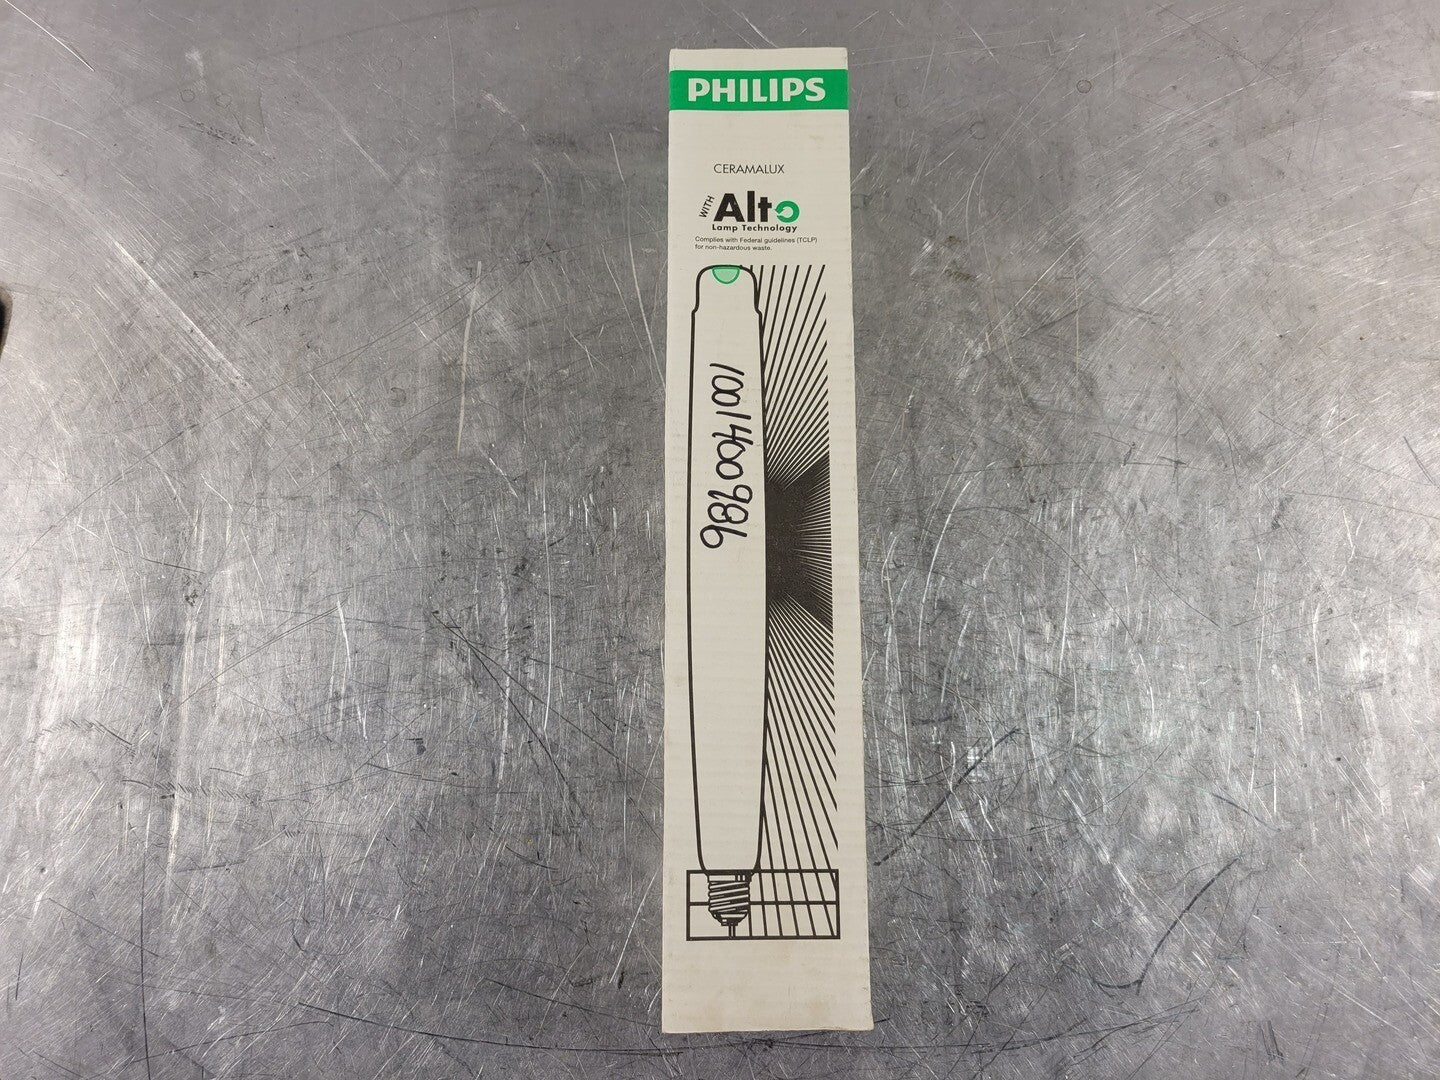 PHILIPS
CERAMALUX
WITH Alto
Lamp Technology
Complies with Federal guidelines (TCLP)
for non-hazardous waste.
1001400986